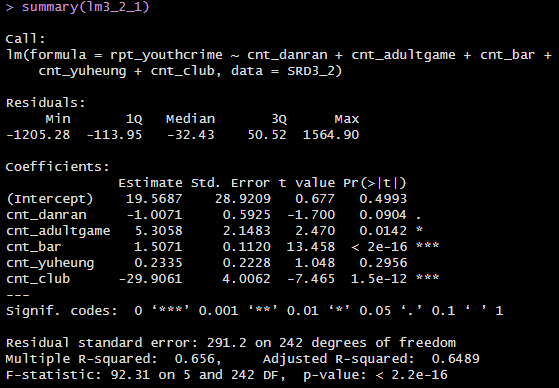 > summary(lm3_2_1)
Call:
lm(formula = rpt_youthcrime ~ cnt_danran + cnt_adultgame + cnt_bar +
    cnt_yuheung + cnt_club, data = SRD3_2)
Residuals:
     Min       1Q   Median       3Q      Max
-1205.28  -113.95   -32.43    50.52  1564.90
Coefficients:
              Estimate Std. Error t value Pr(>|t|)
(Intercept)    19.5687    28.9209   0.677   0.4993
cnt_danran     -1.0071     0.5925  -1.700   0.0904 .
cnt_adultgame   5.3058     2.1483   2.470   0.0142 *
cnt_bar         1.5071     0.1120  13.458  < 2e-16 ***
cnt_yuheung     0.2335     0.2228   1.048   0.2956
cnt_club      -29.9061     4.0062  -7.465  1.5e-12 ***
---
Signif. codes:  0 ‘***’ 0.001 ‘**’ 0.01 ‘*’ 0.05 ‘.’ 0.1 ‘ ’ 1
Residual standard error: 291.2 on 242 degrees of freedom
Multiple R-squared:  0.656,	Adjusted R-squared:  0.6489
F-statistic: 92.31 on 5 and 242 DF,  p-value: < 2.2e-16